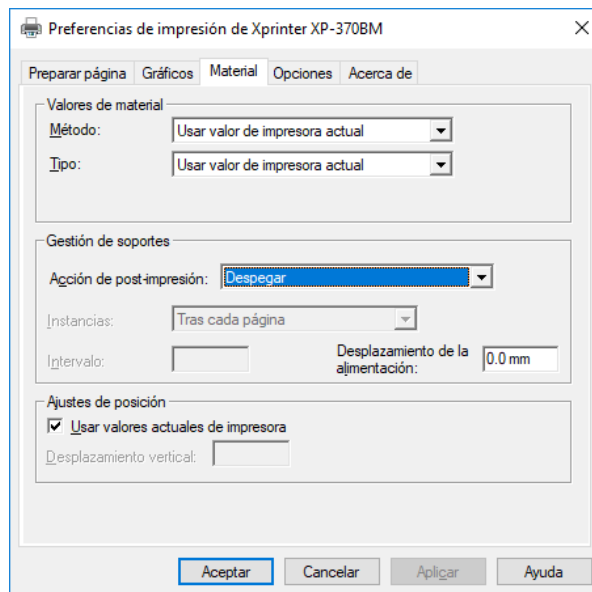 Preferencias de impresión de Xprinter XP-370BM
Preparar página Gráficos Material Opciones Acerca de
Valores de material
Método: Usar valor de impresora actual
Tipo: Usar valor de impresora actual
Gestión de soportes
Acción de post-impresión: Despegar
Instancias: Tras cada página
Intervalo: Desplazamiento de la alimentación: 0.0 mm
Ajustes de posición
Usar valores actuales de impresora
Desplazamiento vertical:
Aceptar Cancelar Aplicar Ayuda